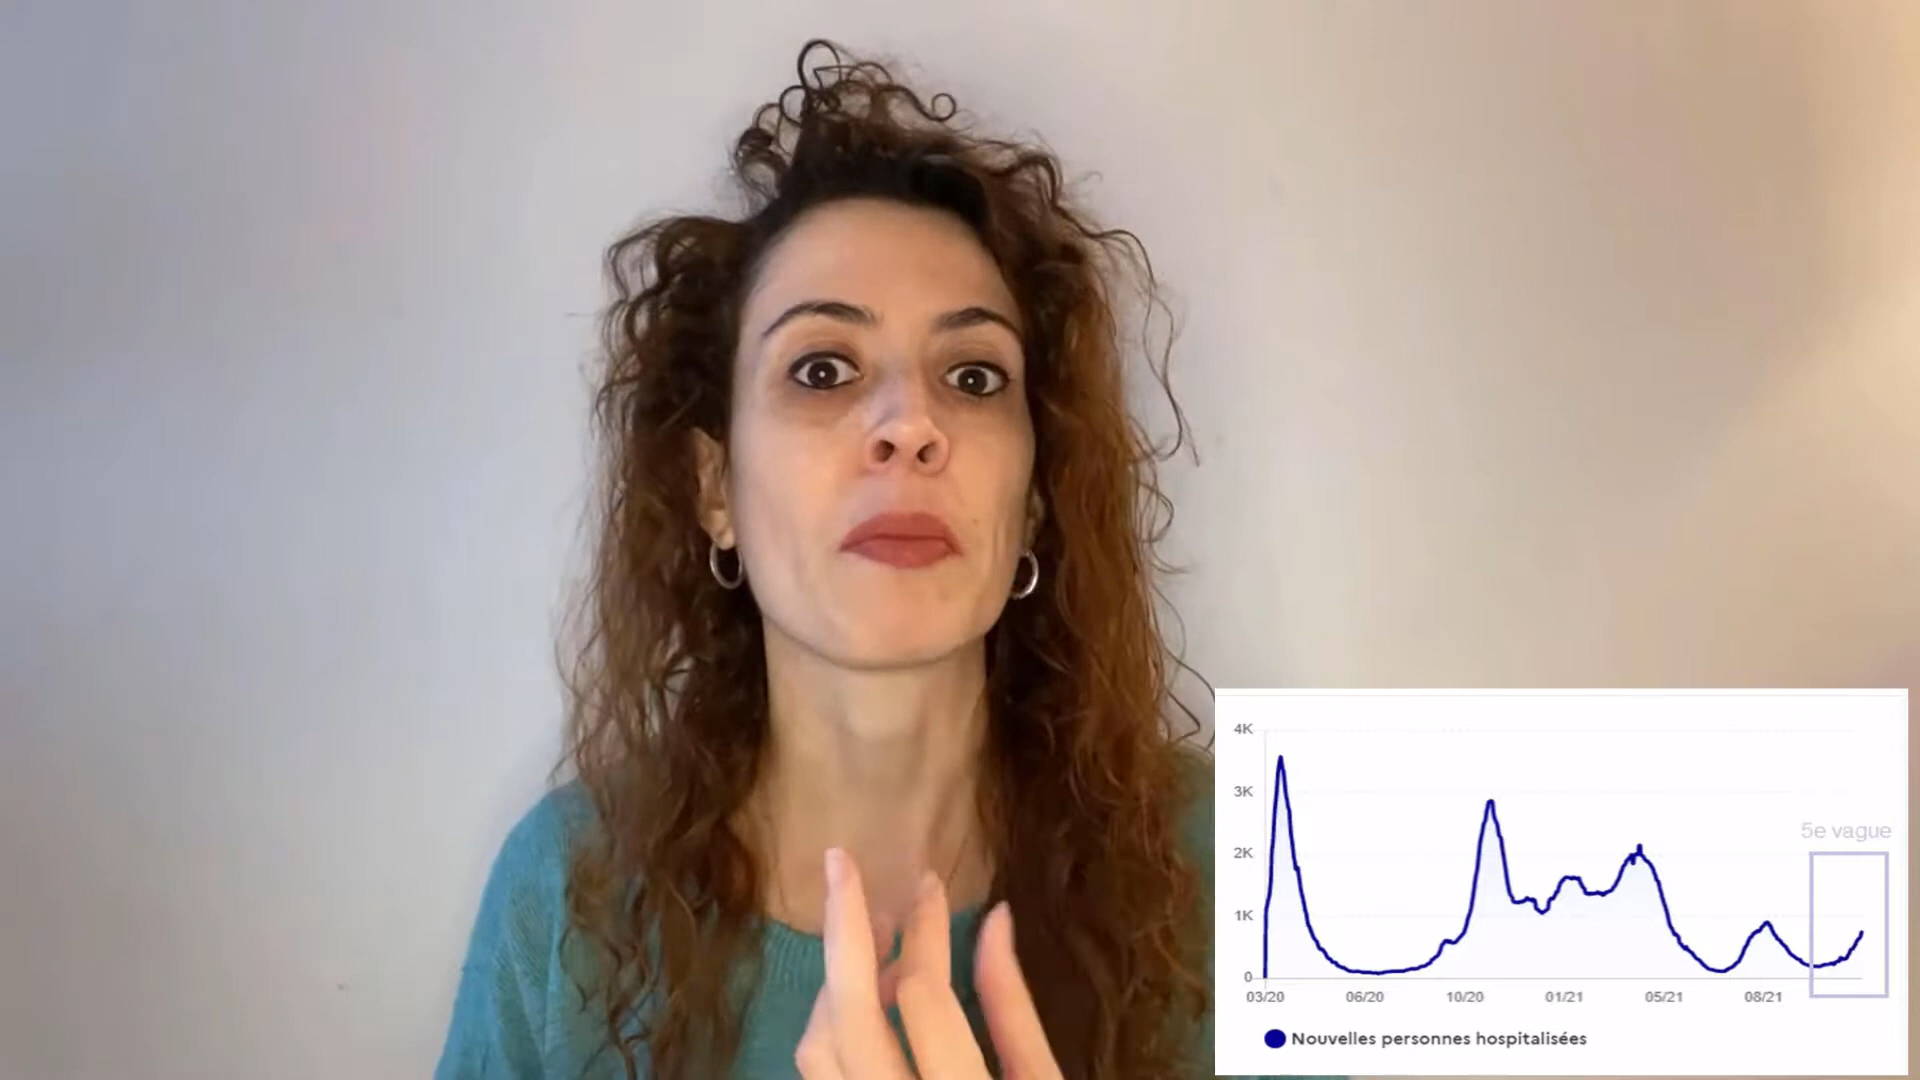 4K
3K
5e vague
2K
1K
0
03/20 06/20 10/20 01/21 05/21 08/21
Nouvelles personnes hospitalisées